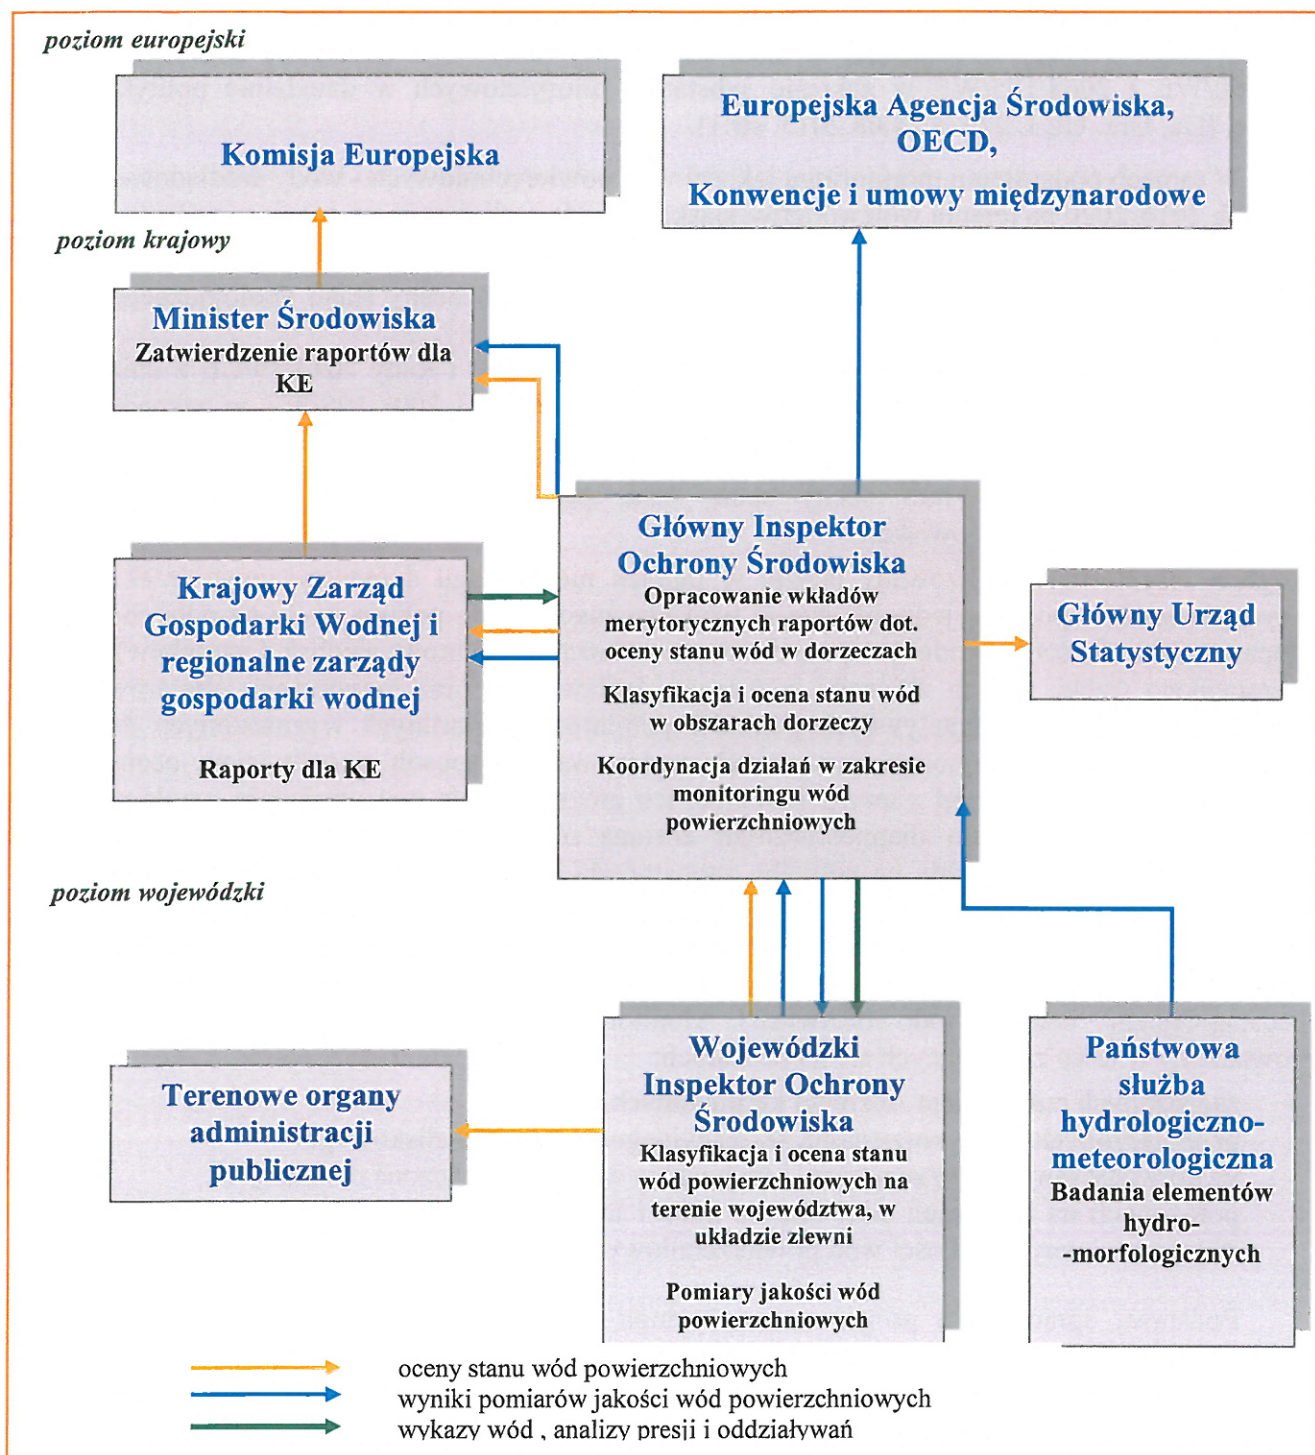 poziom europejski
Komisja Europejska
Europejska Agencja Środowiska,
OECD,
Konwencje i umowy międzynarodowe
poziom krajowy
Minister Środowiska
Zatwierdzenie raportów dla
KE
Główny Inspektor
Ochrony Środowiska
Opracowanie wkładów
merytorycznych raportów dot.
oceny stanu wód w dorzeczach
Klasyfikacja i ocena stanu wód
w obszarach dorzeczy
Koordynacja działań w zakresie
monitoringu wód
powierzchniowych
Krajowy Zarząd
Gospodarki Wodnej i
regionalne zarządy
gospodarki wodnej
Raporty dla KE
Główny Urząd
Statystyczny
poziom wojewódzki
Terenowe organy
administracji
publicznej
Wojewódzki
Inspektor Ochrony
Środowiska
Klasyfikacja i ocena stanu
wód powierzchniowych na
terenie województwa, w
układzie zlewni
Pomiary jakości wód
powierzchniowych
Państwowa
służba
hydrologiczno-
meteorologiczna
Badania elementów
hydro-
-morfologicznych
oceny stanu wód powierzchniowych
wyniki pomiarów jakości wód powierzchniowych
wykazy wód , analizy presji i oddziaływań